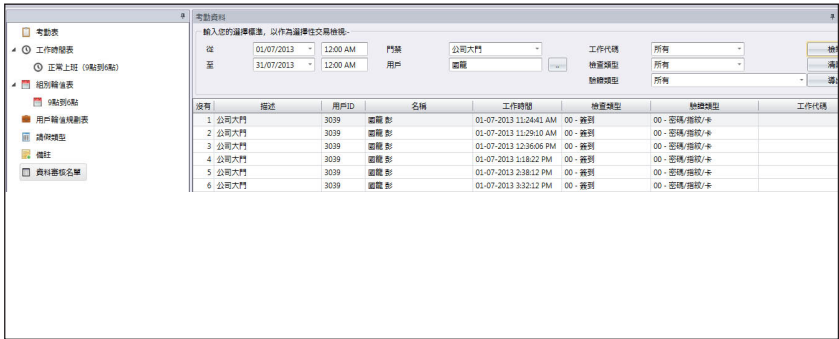 考勤表
工作時間表
正常上班（9點到6點）
組別輪值表
9點到6點
用戶輪值規劃表
請假類型
備註
資料審核名單
考勤資料
輸入您的選擇標準，以作為選擇性交易檢視:-
從 01/07/2013 12:00 AM 門禁 公司大門 工作代碼 所有
至 31/07/2013 12:00 AM 用戶 國龍 .. 檢查類型 所有
驗證類型 所有
沒有 描述 用戶ID 名稱 工作時間 檢查類型 驗證類型 工作代碼
1 公司大門 3039 國龍 彭 01-07-2013 11:24:41 AM 00 - 簽到 00 - 密碼/指紋/卡
2 公司大門 3039 國龍 彭 01-07-2013 11:29:10 AM 00 - 簽到 00 - 密碼/指紋/卡
3 公司大門 3039 國龍 彭 01-07-2013 12:36:06 PM 00 - 簽到 00 - 密碼/指紋/卡
4 公司大門 3039 國龍 彭 01-07-2013 1:18:22 PM 00 - 簽到 00 - 密碼/指紋/卡
5 公司大門 3039 國龍 彭 01-07-2013 2:38:12 PM 00 - 簽到 00 - 密碼/指紋/卡
6 公司大門 3039 國龍 彭 01-07-2013 3:32:12 PM 00 - 簽到 00 - 密碼/指紋/卡